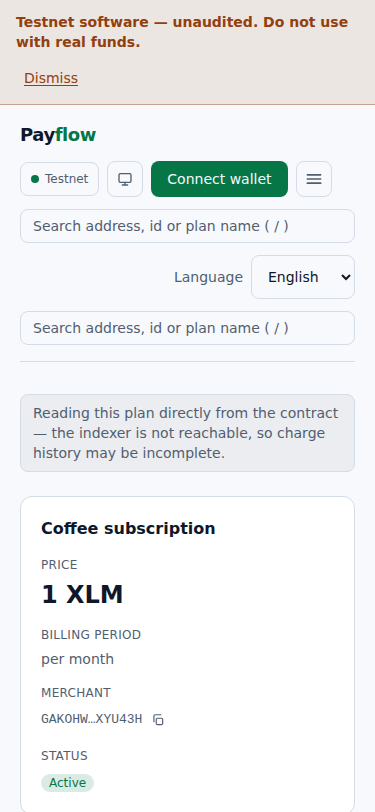 Testnet software — unaudited. Do not use
with real funds.
Dismiss
Payflow
Testnet
Connect wallet
Search address, id or plan name ( / )
Language
English
Search address, id or plan name ( / )
Reading this plan directly from the contract
— the indexer is not reachable, so charge
history may be incomplete.
Coffee subscription
PRICE
1 XLM
BILLING PERIOD
per month
MERCHANT
GAKOHW…XYU43H
STATUS
Active